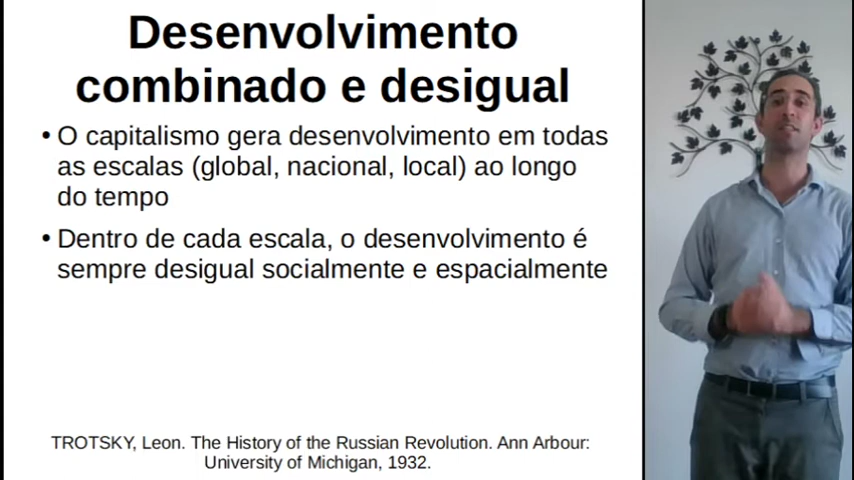 Desenvolvimento
combinado e desigual
• O capitalismo gera desenvolvimento em todas
as escalas (global, nacional, local) ao longo
do tempo
• Dentro de cada escala, o desenvolvimento é
sempre desigual socialmente e espacialmente
TROTSKY, Leon. The History of the Russian Revolution. Ann Arbour:
University of Michigan, 1932.